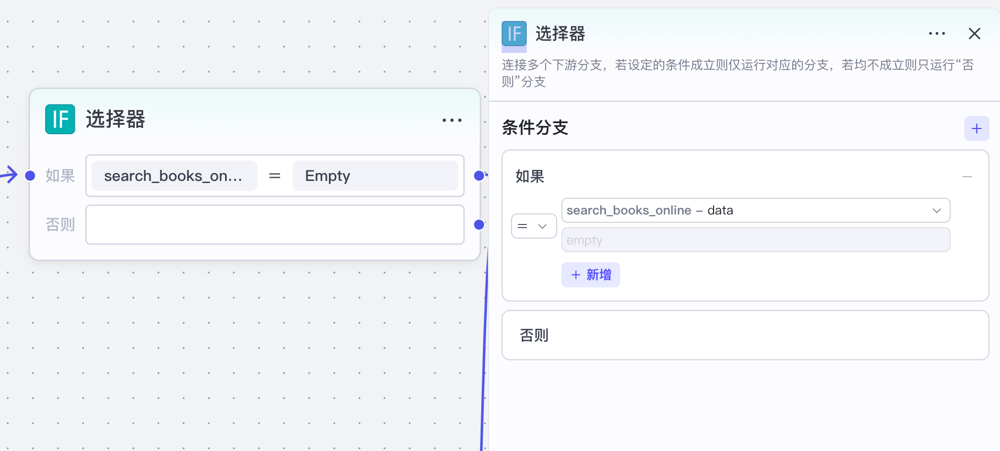 IF 选择器
如果 search_books_on... = Empty
否则
IF 选择器
连接多个下游分支，若设定的条件成立则仅运行对应的分支，若均不成立则只运行“否
则”分支
条件分支
如果
search_books_online – data
=
empty
+ 新增
否则